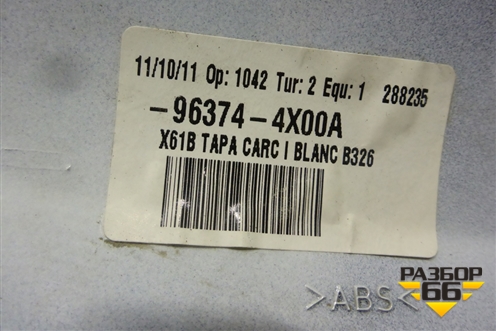 11/10/11 Op: 1042 Tur: 2 Equ: 1 288235
-96374-4X00A
X61B TAPA CARC I BLANC B326
>ABS<
РАЗБОР
66